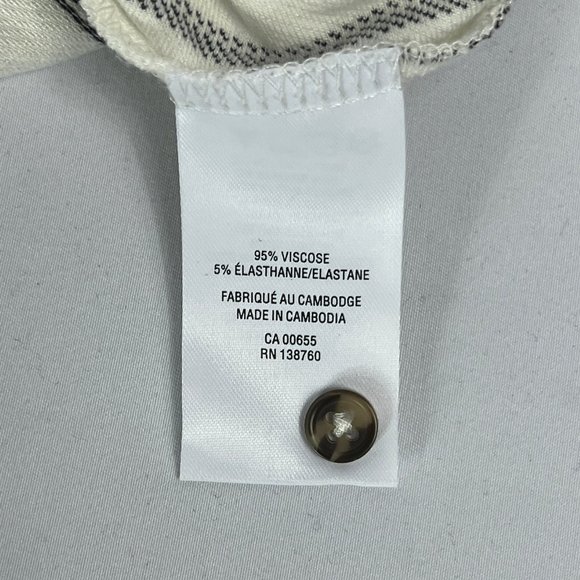 95% VISCOSE
5% ÉLASTHANNE/ELASTANE
FABRIQUÉ AU CAMBODGE
MADE IN CAMBODIA
CA 00655
RN 138760